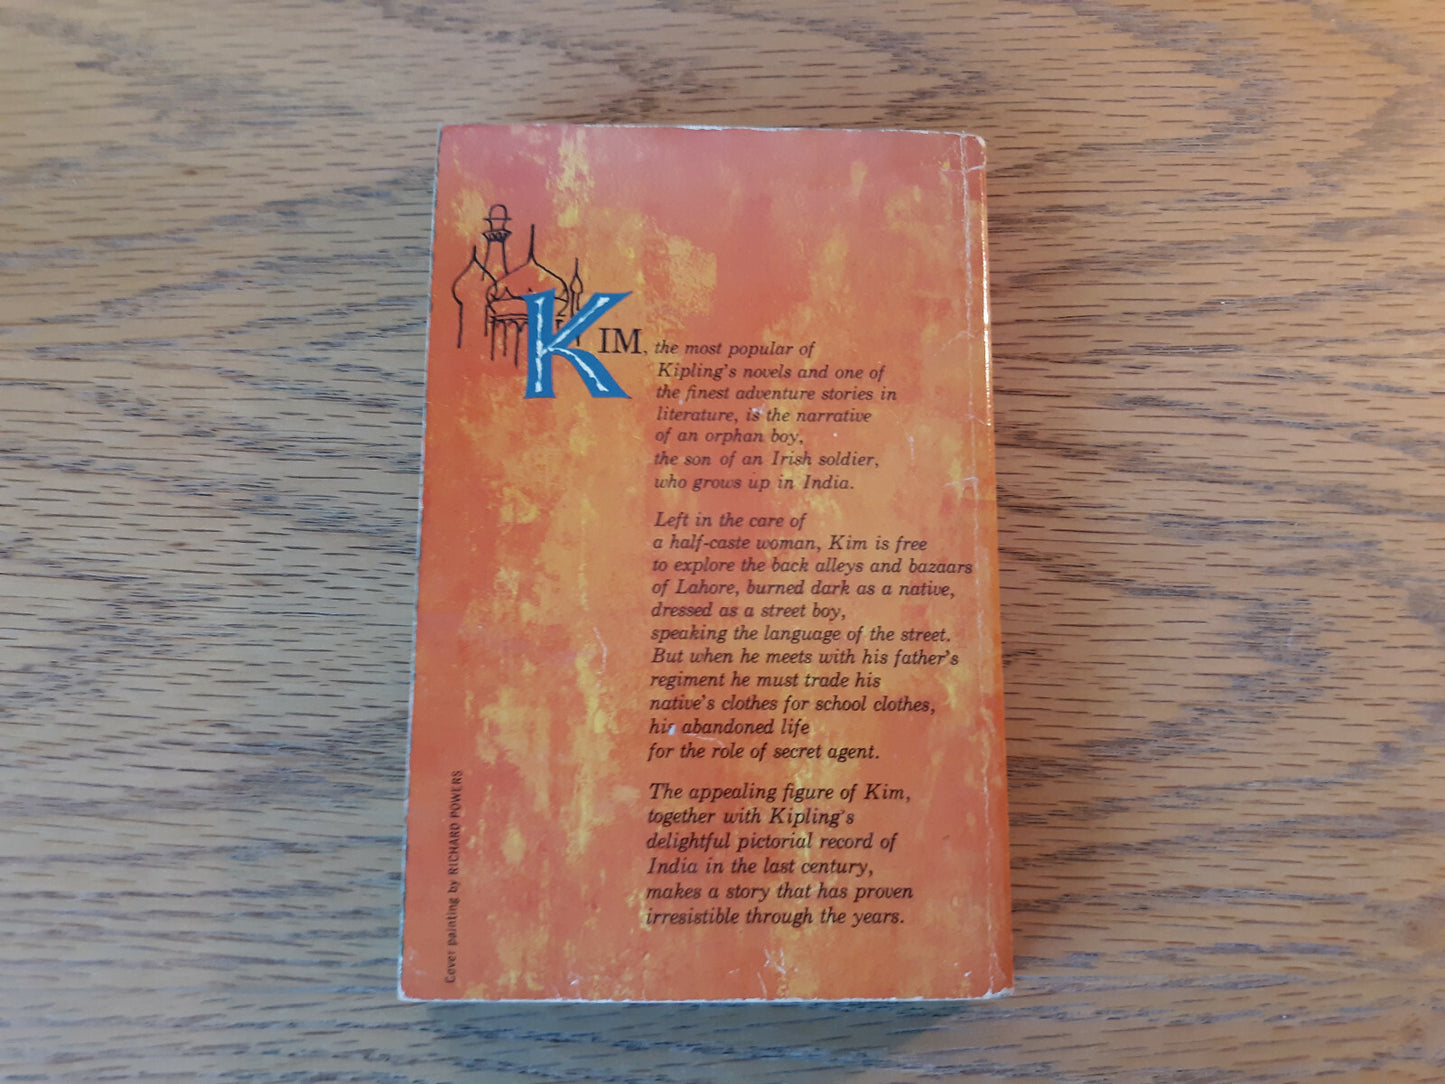 KIM, the most popular of
Kipling's novels and one of
the finest adventure stories in
literature, is the narrative
of an orphan boy,
the son of an Irish soldier,
who grows up in India.
Left in the care of
a half-caste woman, Kim is free
to explore the back alleys and bazaars
of Lahore, burned dark as a native,
dressed as a street boy,
speaking the language of the street.
But when he meets with his father's
regiment he must trade his
native's clothes for school clothes,
his abandoned life
for the role of secret agent.
The appealing figure of Kim,
together with Kipling's
delightful pictorial record of
India in the last century,
makes a story that has proven
irresistible through the years.
Cover painting by RICHARD POWERS